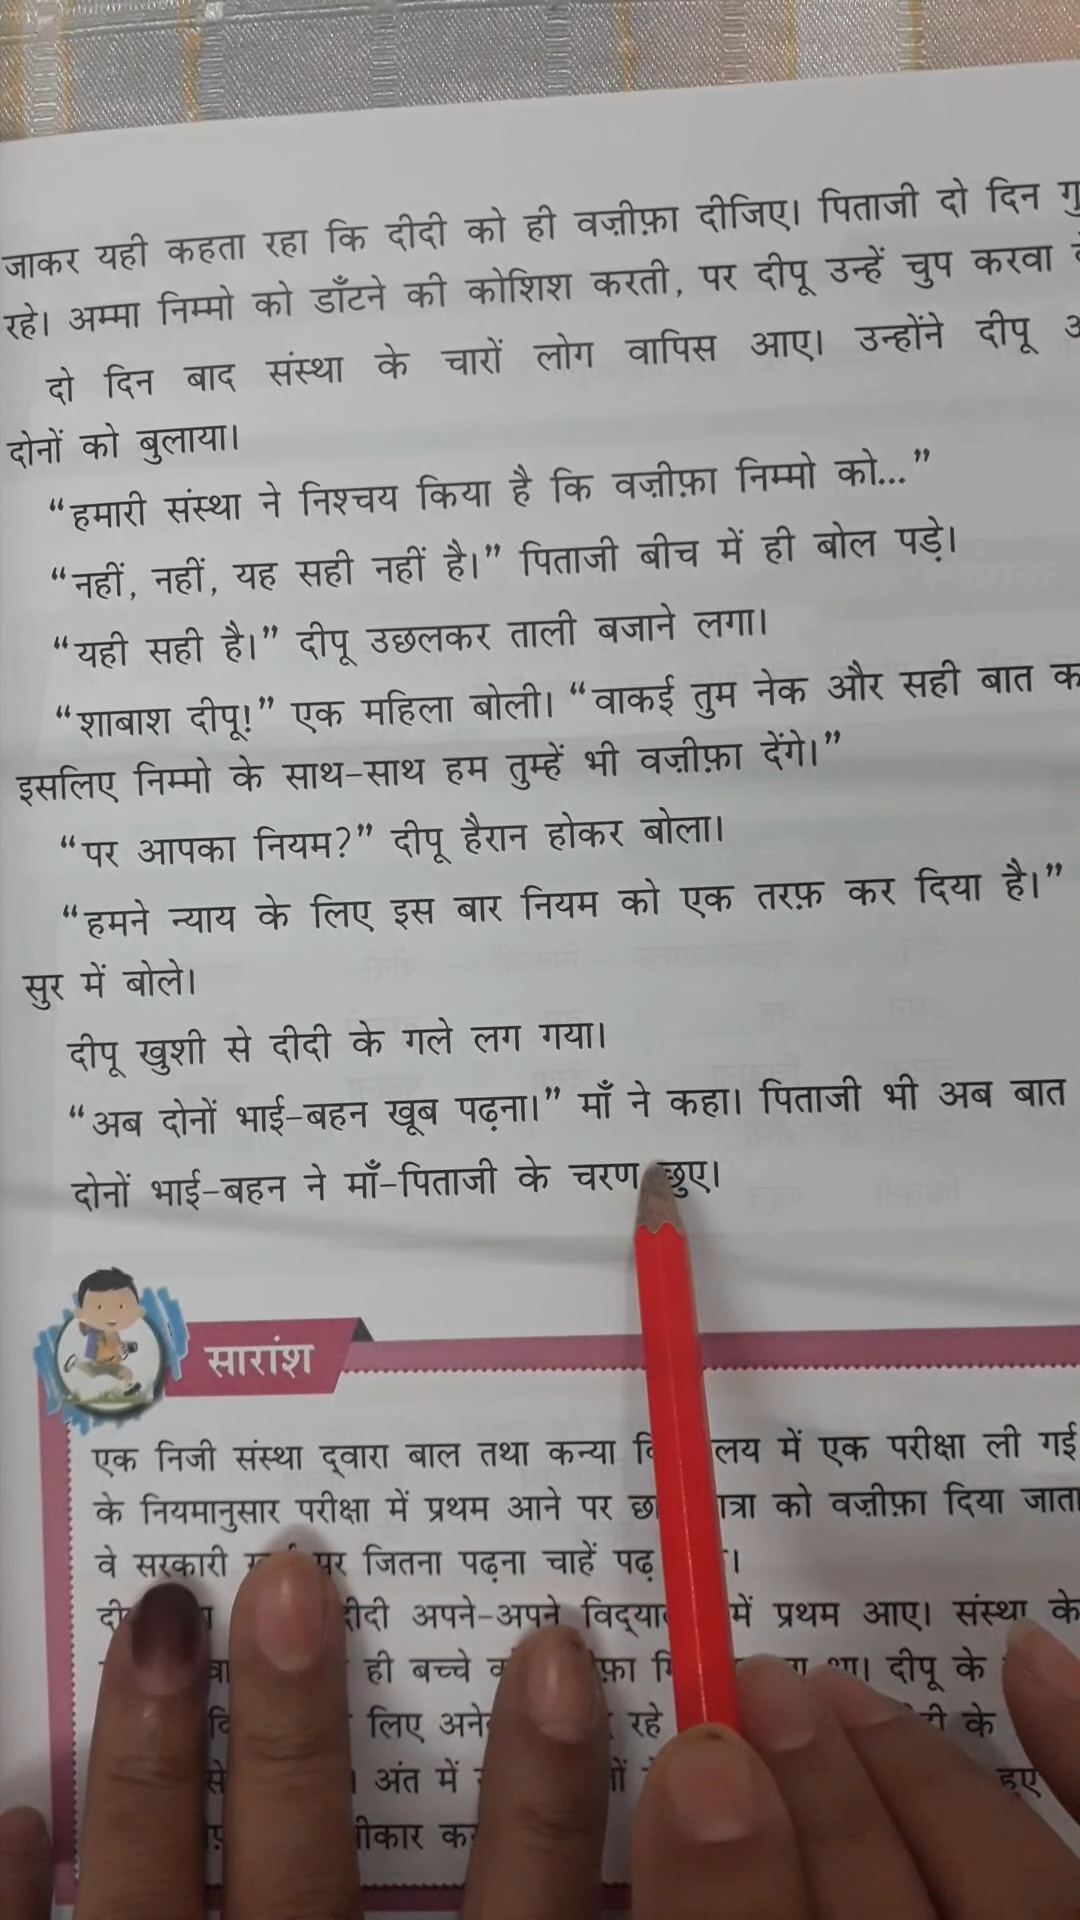 जाकर यही कहता रहा कि दीदी को ही वज़ीफ़ा दीजिए। पिताजी दो दिन
रहे। अम्मा निम्मो को डाँटने की कोशिश करती, पर दीपू उन्हें चुप करवा
दो दिन बाद संस्था के चारों लोग वापिस आए। उन्होंने दीपू
दोनों को बुलाया।
“हमारी संस्था ने निश्चय किया है कि वज़ीफ़ा निम्मो को...”
“नहीं, नहीं, यह सही नहीं है।” पिताजी बीच में ही बोल पड़े।
“यही सही है।” दीपू उछलकर ताली बजाने लगा।
“शाबाश दीपू!” एक महिला बोली। “वाकई तुम नेक और सही बात
इसलिए निम्मो के साथ-साथ हम तुम्हें भी वज़ीफ़ा देंगे।”
“पर आपका नियम?” दीपू हैरान होकर बोला।
“हमने न्याय के लिए इस बार नियम को एक तरफ़ कर दिया है।”
सुर में बोले।
दीपू खुशी से दीदी के गले लग गया।
“अब दोनों भाई-बहन खूब पढ़ना।” माँ ने कहा। पिताजी भी अब बात
दोनों भाई-बहन ने माँ-पिताजी के चरण छुए।
सारांश
एक निजी संस्था द्वारा बाल तथा कन्या में एक परीक्षा ली गई
के नियमानुसार परीक्षा में प्रथम आने पर को वज़ीफ़ा दिया जाता
वे सरकारी पर जितना पढ़ना चाहें पढ़
दीदी अपने-अपने में प्रथम आए। संस्था के
ही बच्चे था। दीपू के
लिए रहे के
अंत में हुए